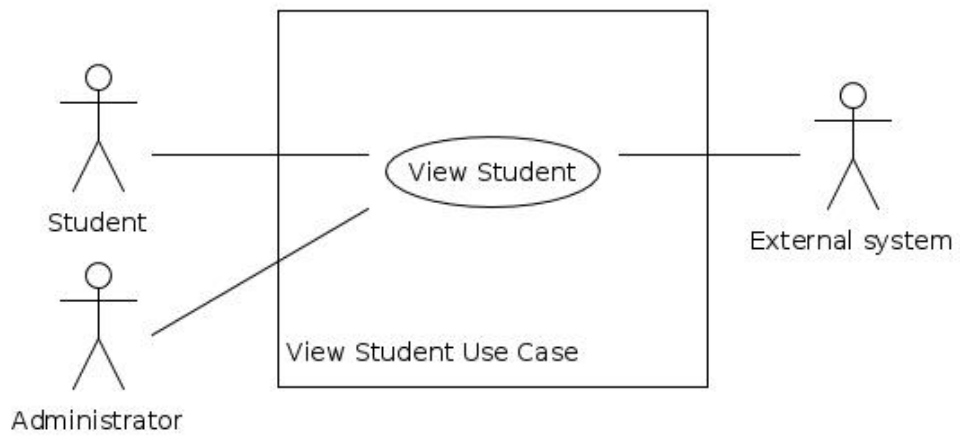 View Student
Student
External system
View Student Use Case
Administrator